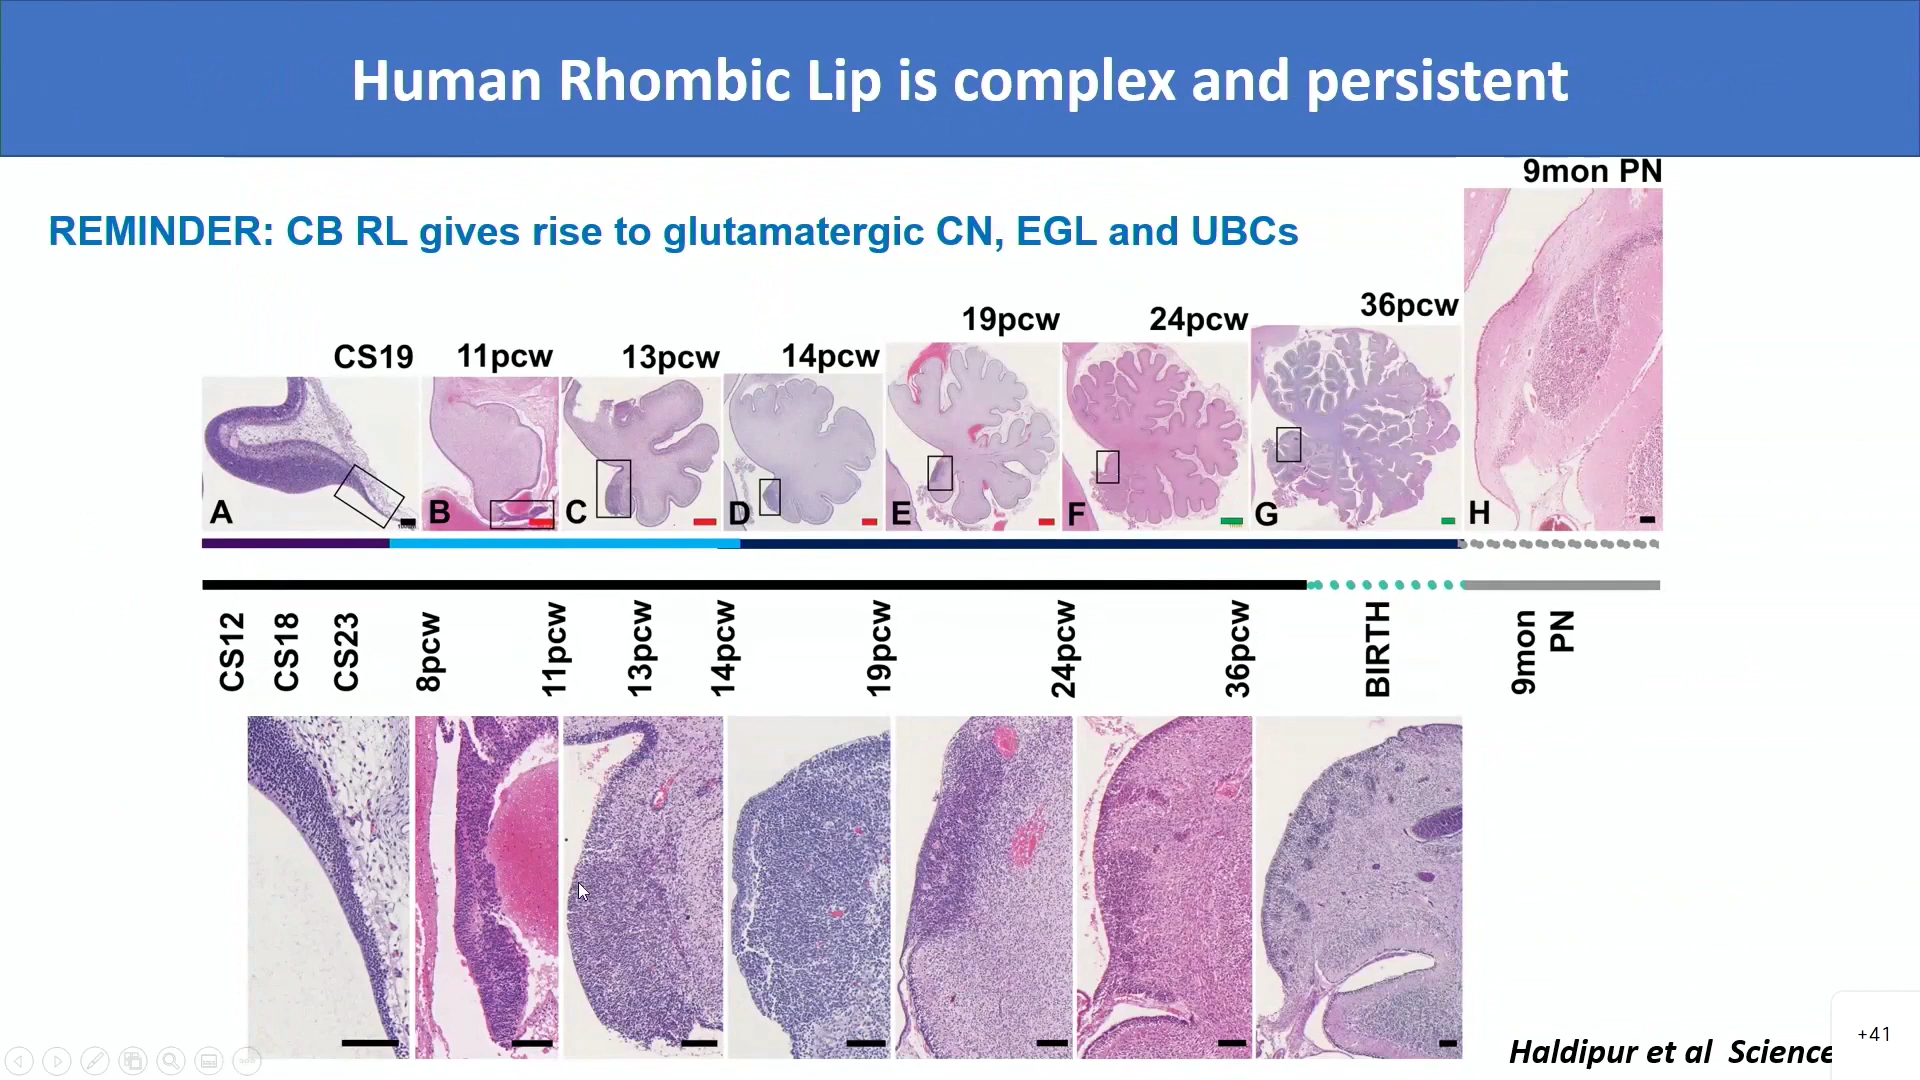 Human Rhombic Lip is complex and persistent
9mon PN
REMINDER: CB RL gives rise to glutamatergic CN, EGL and UBCs
CS19
11pcw
13pcw
14pcw
19pcw
24pcw
36pcw
A
B
C
D
E
F
G
H
CS12
CS18
CS23
8pcw
11pcw
13pcw
14pcw
19pcw
24pcw
36pcw
BIRTH
9mon
PN
Haldipur et al Science
+41